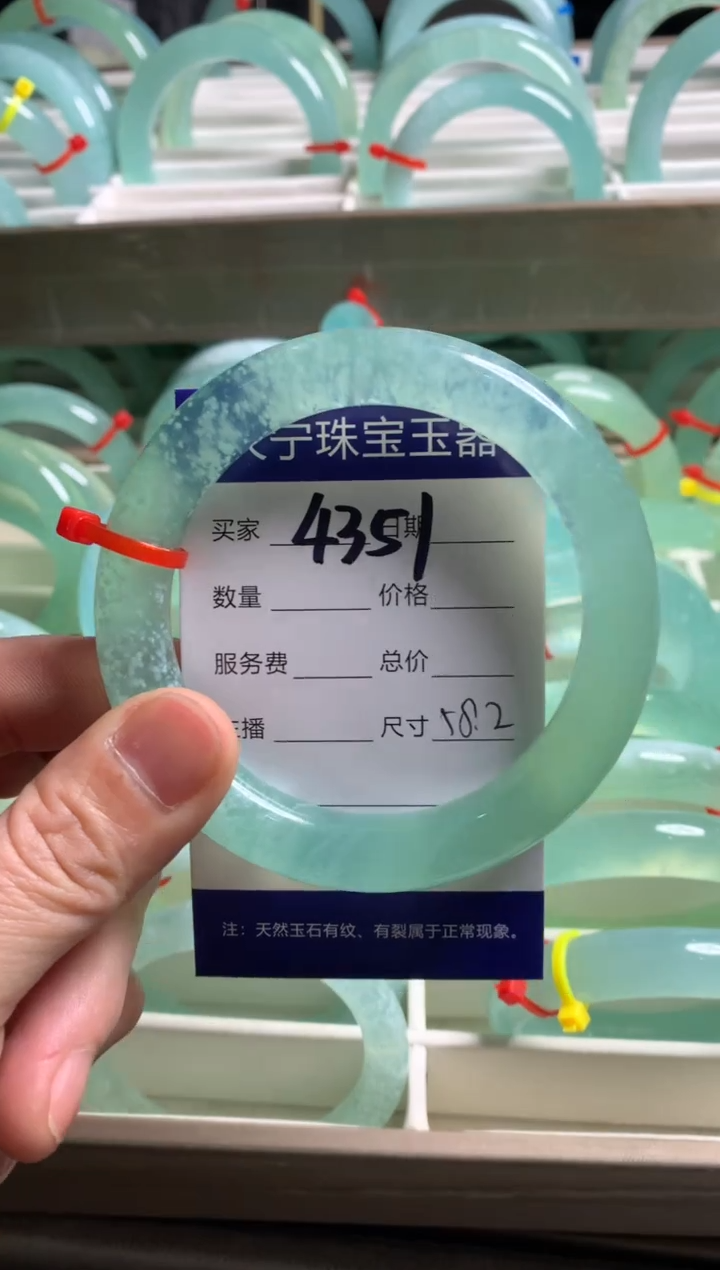 宁珠宝玉器
买家 4351 日期
数量 价格
服务费 总价
主播 尺寸 58.2
注：天然玉石有纹、有裂属于正常现象。